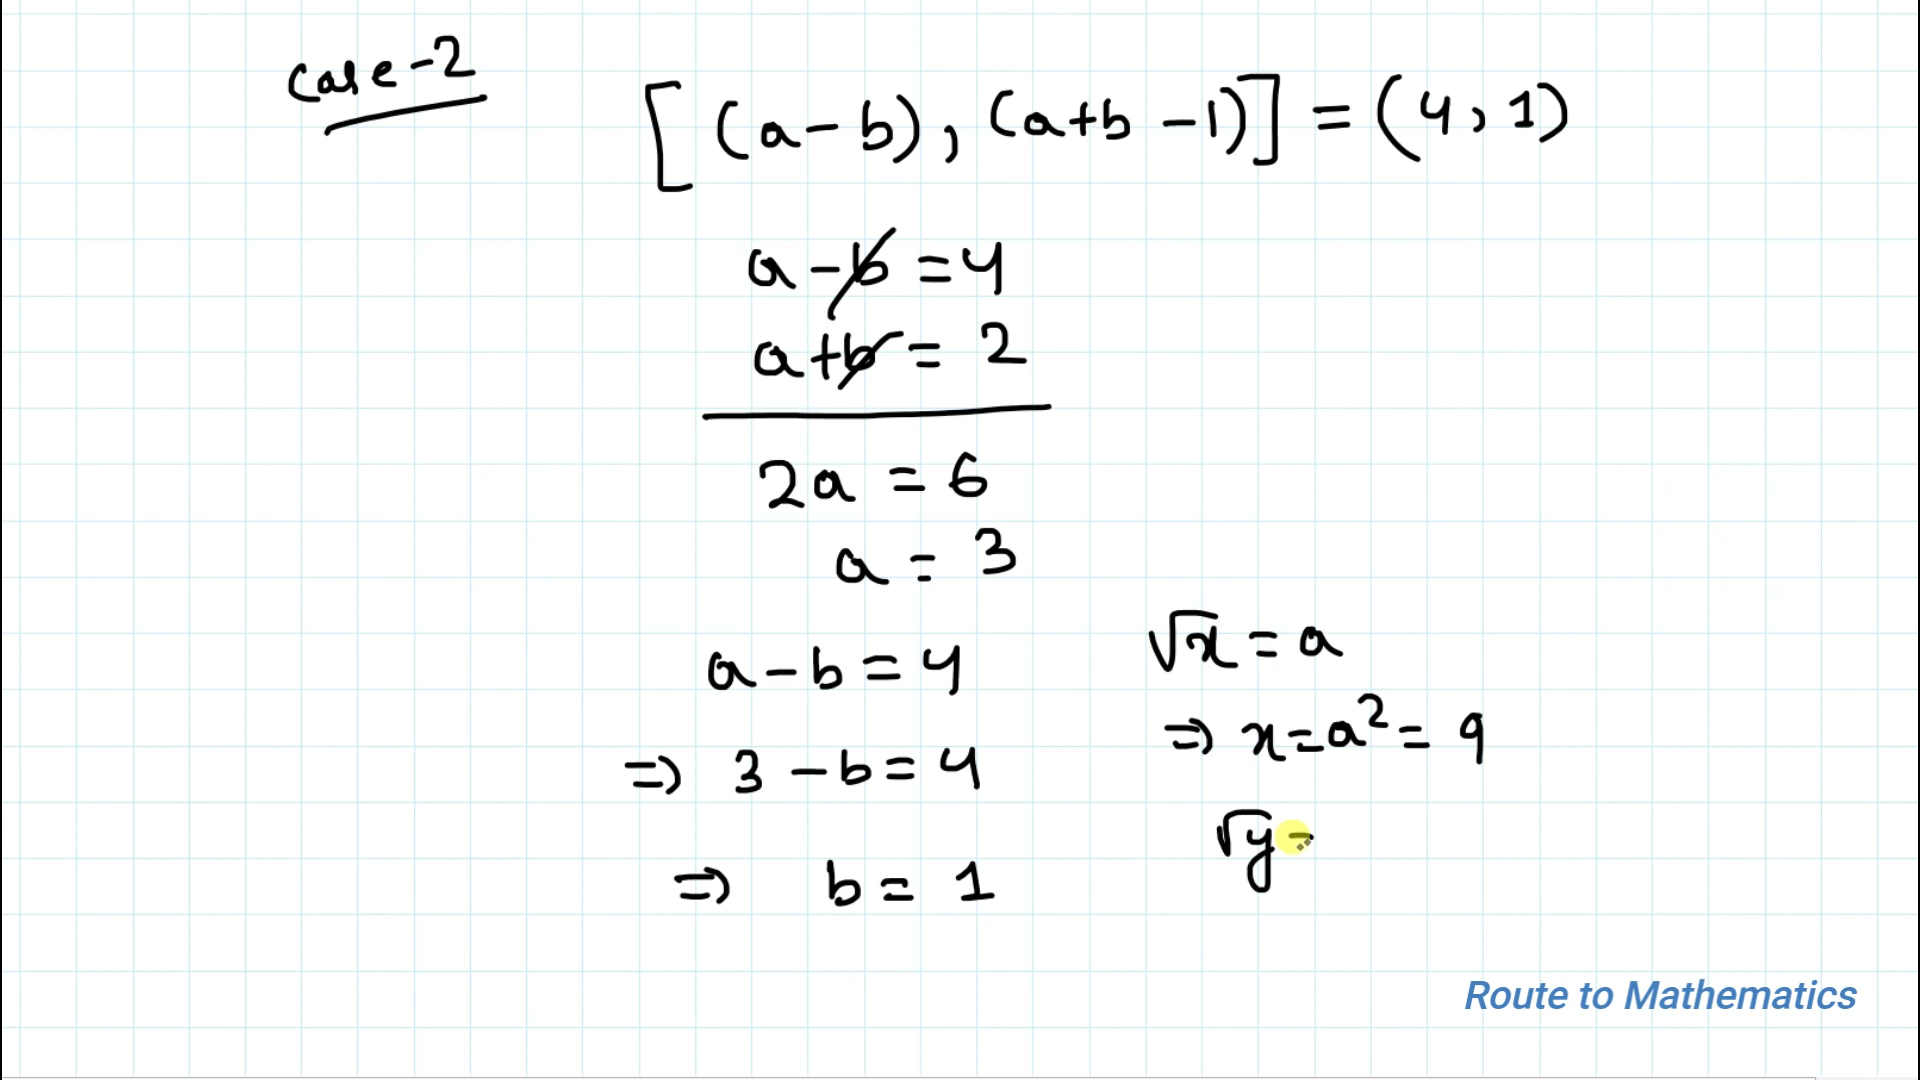 Case-2
[(a-b), (a+b-1)] = (4, 1)
a-b = 4
a+b = 2
2a = 6
a = 3
a-b = 4
⇒ 3-b = 4
⇒ b = 1
√x = a
⇒ x = a² = 9
√y =
Route to Mathematics